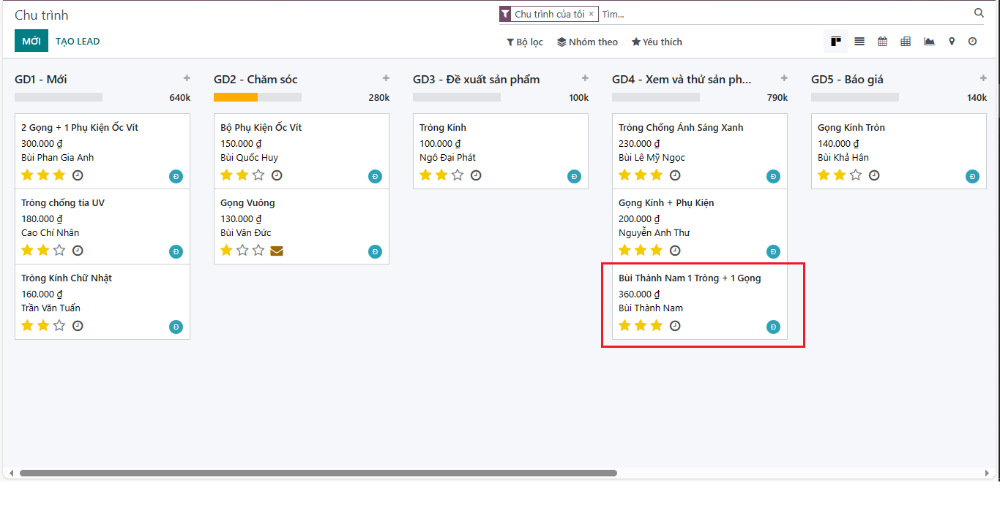 Chu trình
Chu trình của tôi × Tìm...
MỚI TẠO LEAD
Bộ lọc Nhóm theo Yêu thích
GD1 - Mới +
640k
2 Gọng + 1 Phụ Kiện Ốc Vít
300.000 ₫
Bùi Phan Gia Anh
Đ
Tròng chống tia UV
180.000 ₫
Cao Chí Nhân
Đ
Tròng Kính Chữ Nhật
160.000 ₫
Trần Văn Tuấn
Đ
GD2 - Chăm sóc +
280k
Bộ Phụ Kiện Ốc Vít
150.000 ₫
Bùi Quốc Huy
Đ
Gọng Vuông
130.000 ₫
Bùi Văn Đức
Đ
GD3 - Đề xuất sản phẩm +
100k
Tròng Kính
100.000 ₫
Ngô Đại Phát
Đ
GD4 - Xem và thử sản ph... +
790k
Tròng Chống Ánh Sáng Xanh
230.000 ₫
Bùi Lê Mỹ Ngọc
Đ
Gọng Kính + Phụ Kiện
200.000 ₫
Nguyễn Anh Thư
Đ
Bùi Thành Nam 1 Tròng + 1 Gọng
360.000 ₫
Bùi Thành Nam
Đ
GD5 - Báo giá +
140k
Gọng Kính Tròn
140.000 ₫
Bùi Khả Hân
Đ